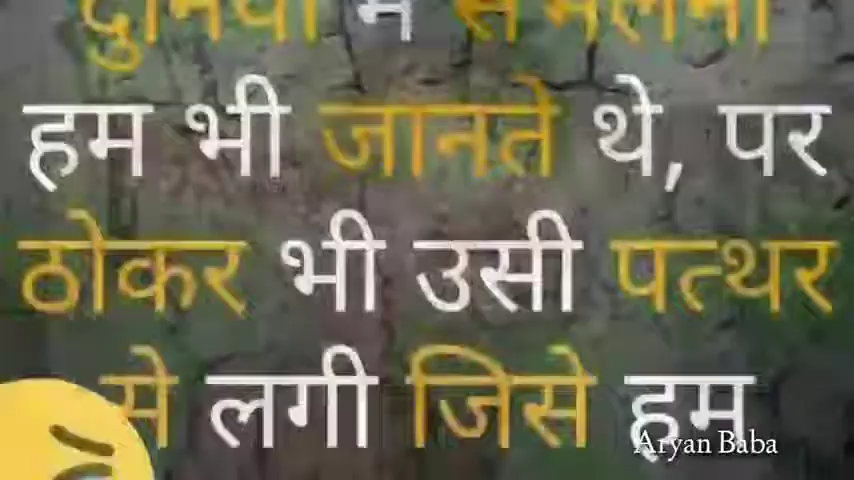 दुनिया में
हम भी जानते थे, पर
ठोकर भी उसी पत्थर
से लगी जिसे हम
Aryan Baba